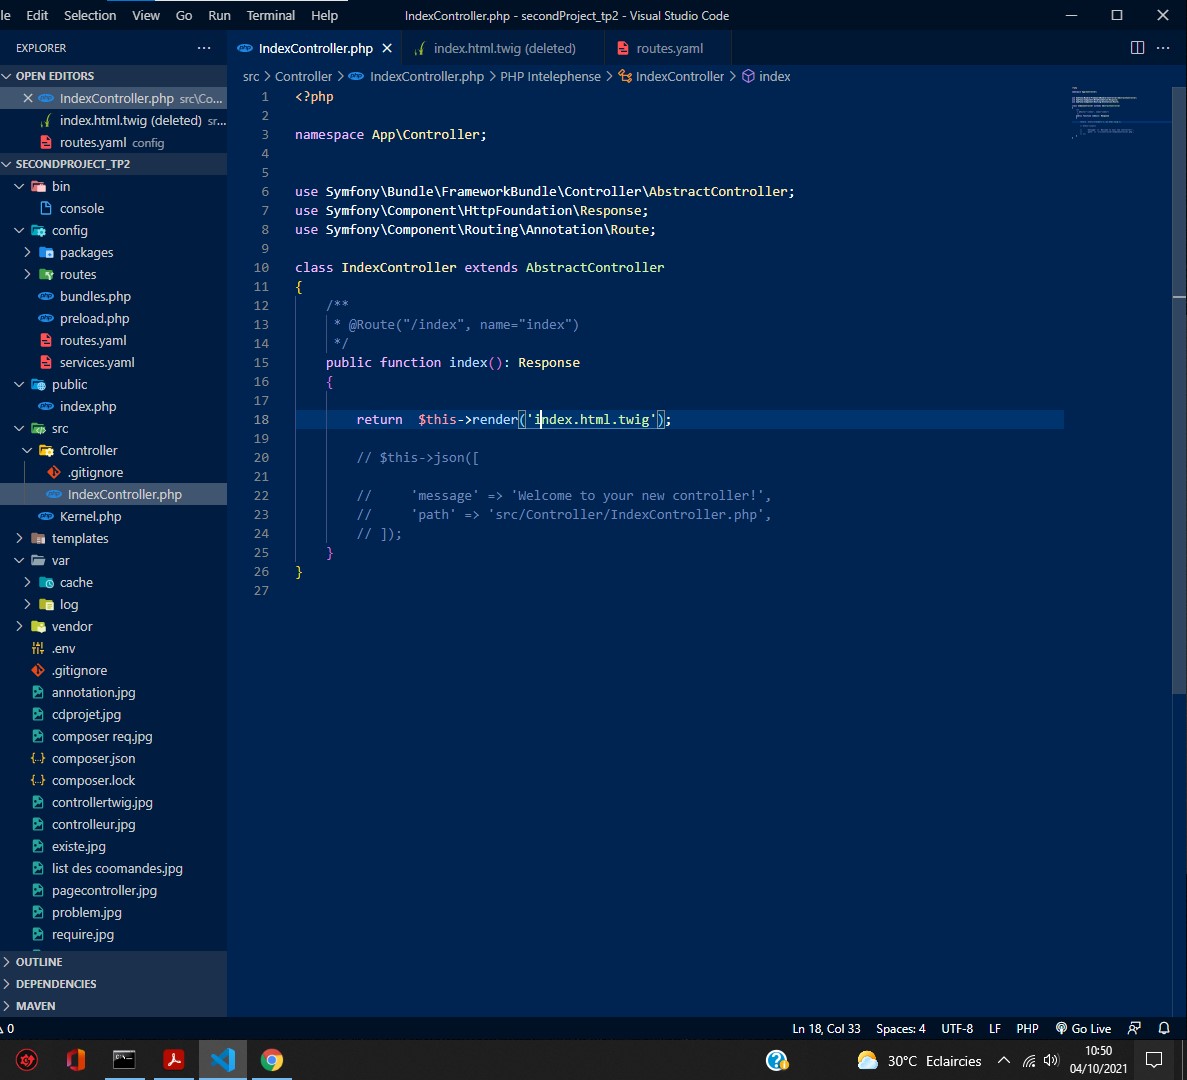 le Edit Selection View Go Run Terminal Help IndexController.php - secondProject_tp2 - Visual Studio Code
EXPLORER ...
OPEN EDITORS
IndexController.php src\Co...
index.html.twig (deleted) sr...
routes.yaml config
SECONDPROJECT_TP2
bin
console
config
packages
routes
bundles.php
preload.php
routes.yaml
services.yaml
public
index.php
src
Controller
.gitignore
IndexController.php
Kernel.php
templates
var
cache
log
vendor
.env
.gitignore
annotation.jpg
cdprojet.jpg
composer req.jpg
composer.json
composer.lock
controllertwig.jpg
controlleur.jpg
existe.jpg
list des coomandes.jpg
pagecontroller.jpg
problem.jpg
require.jpg
OUTLINE
DEPENDENCIES
MAVEN
IndexController.php index.html.twig (deleted) routes.yaml
src > Controller > IndexController.php > PHP Intelephense > IndexController > index
1 <?php
2
3 namespace App\Controller;
4
5
6 use Symfony\Bundle\FrameworkBundle\Controller\AbstractController;
7 use Symfony\Component\HttpFoundation\Response;
8 use Symfony\Component\Routing\Annotation\Route;
9
10 class IndexController extends AbstractController
11 {
12 /**
13 * @Route("/index", name="index")
14 */
15 public function index(): Response
16 {
17
18 return  $this->render('index.html.twig');
19
20 // $this->json([
21
22 //     'message' => 'Welcome to your new controller!',
23 //     'path' => 'src/Controller/IndexController.php',
24 // ]);
25 }
26 }
27
0 Ln 18, Col 33 Spaces: 4 UTF-8 LF PHP Go Live
30°C Eclaircies 10:50
04/10/2021